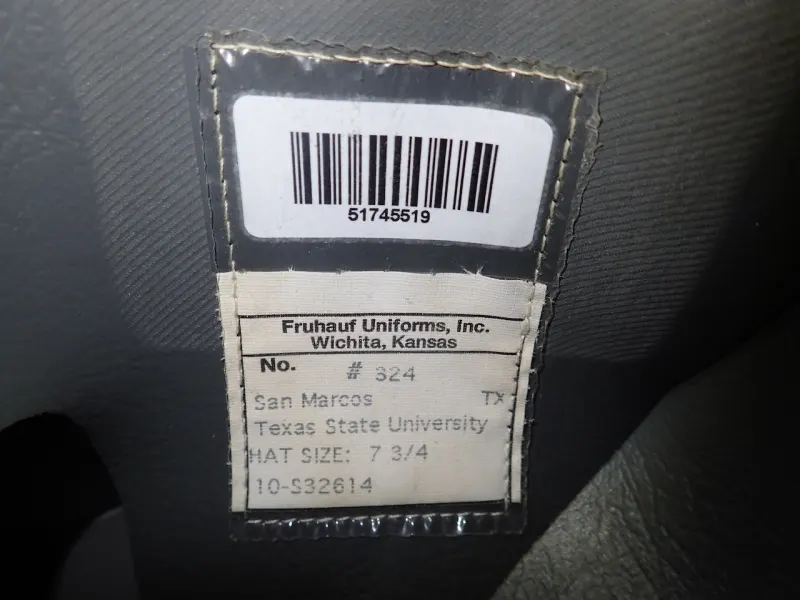 51745519
Fruhauf Uniforms, Inc.
Wichita, Kansas
No. # 324
San Marcos TX
Texas State University
HAT SIZE: 7 3/4
10-S32614